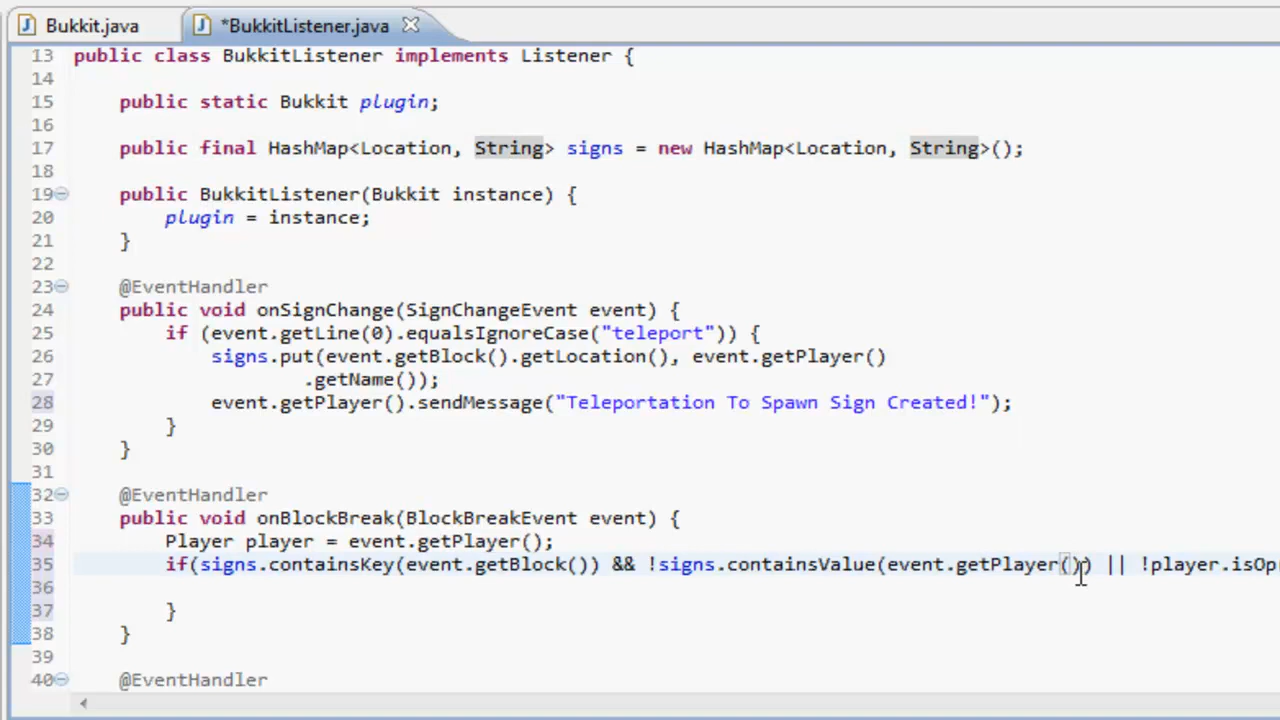 Bukkit.java *BukkitListener.java
13 public class BukkitListener implements Listener {
14
15 public static Bukkit plugin;
16
17 public final HashMap<Location, String> signs = new HashMap<Location, String>();
18
19 public BukkitListener(Bukkit instance) {
20 plugin = instance;
21 }
22
23 @EventHandler
24 public void onSignChange(SignChangeEvent event) {
25 if (event.getLine(0).equalsIgnoreCase("teleport")) {
26 signs.put(event.getBlock().getLocation(), event.getPlayer()
27 .getName());
28 event.getPlayer().sendMessage("Teleportation To Spawn Sign Created!");
29 }
30 }
31
32 @EventHandler
33 public void onBlockBreak(BlockBreakEvent event) {
34 Player player = event.getPlayer();
35 if(signs.containsKey(event.getBlock()) && !signs.containsValue(event.getPlayer()) || !player.isOp
36
37 }
38 }
39
40 @EventHandler